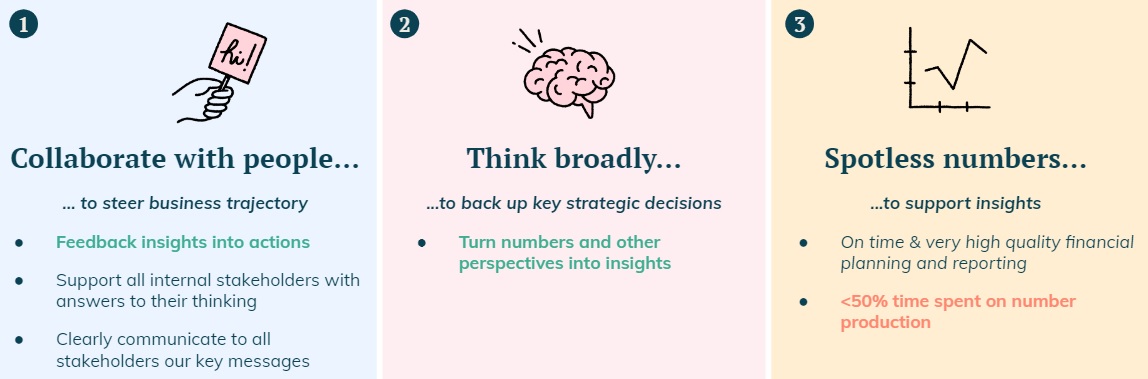 1
hi!
Collaborate with people...
... to steer business trajectory
● Feedback insights into actions
● Support all internal stakeholders with
answers to their thinking
● Clearly communicate to all
stakeholders our key messages
2
Think broadly...
...to back up key strategic decisions
● Turn numbers and other
perspectives into insights
3
Spotless numbers...
...to support insights
● On time & very high quality financial
planning and reporting
● <50% time spent on number
production